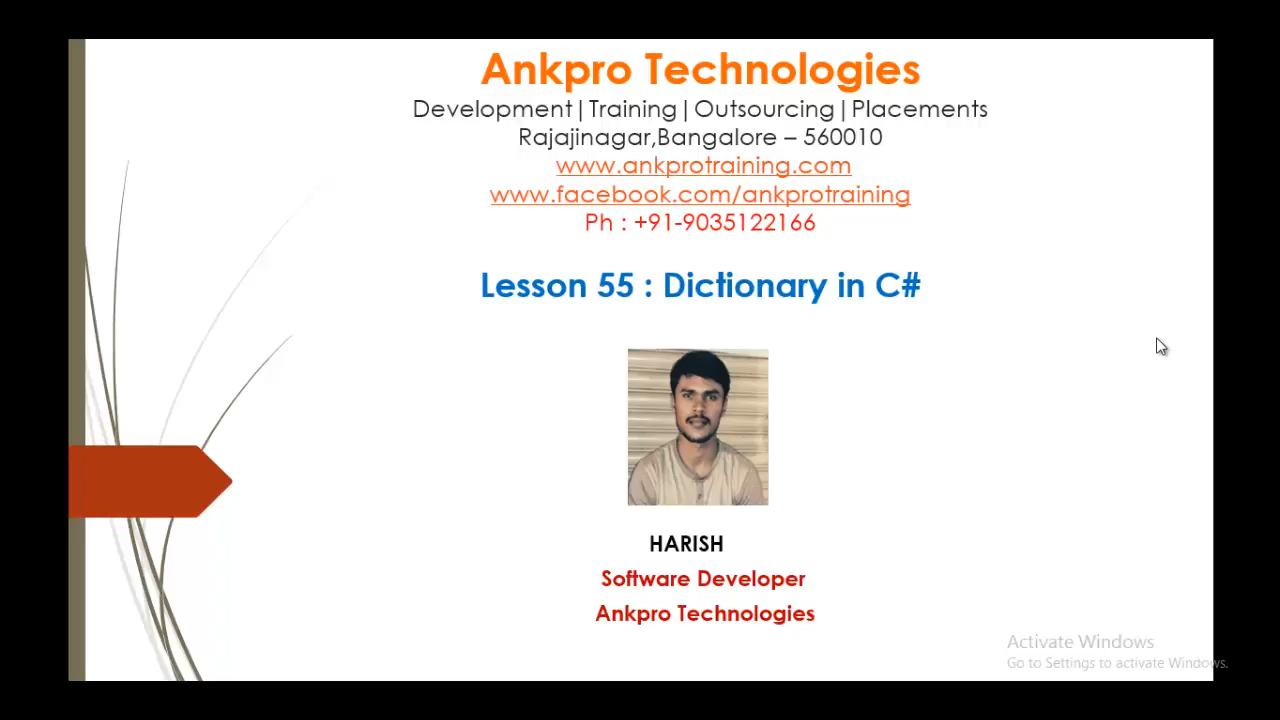 Ankpro Technologies
Development|Training|Outsourcing|Placements
Rajajinagar,Bangalore – 560010
www.ankprotraining.com
www.facebook.com/ankprotraining
Ph : +91-9035122166
Lesson 55 : Dictionary in C#
HARISH
Software Developer
Ankpro Technologies
Activate Windows
Go to Settings to activate Windows.